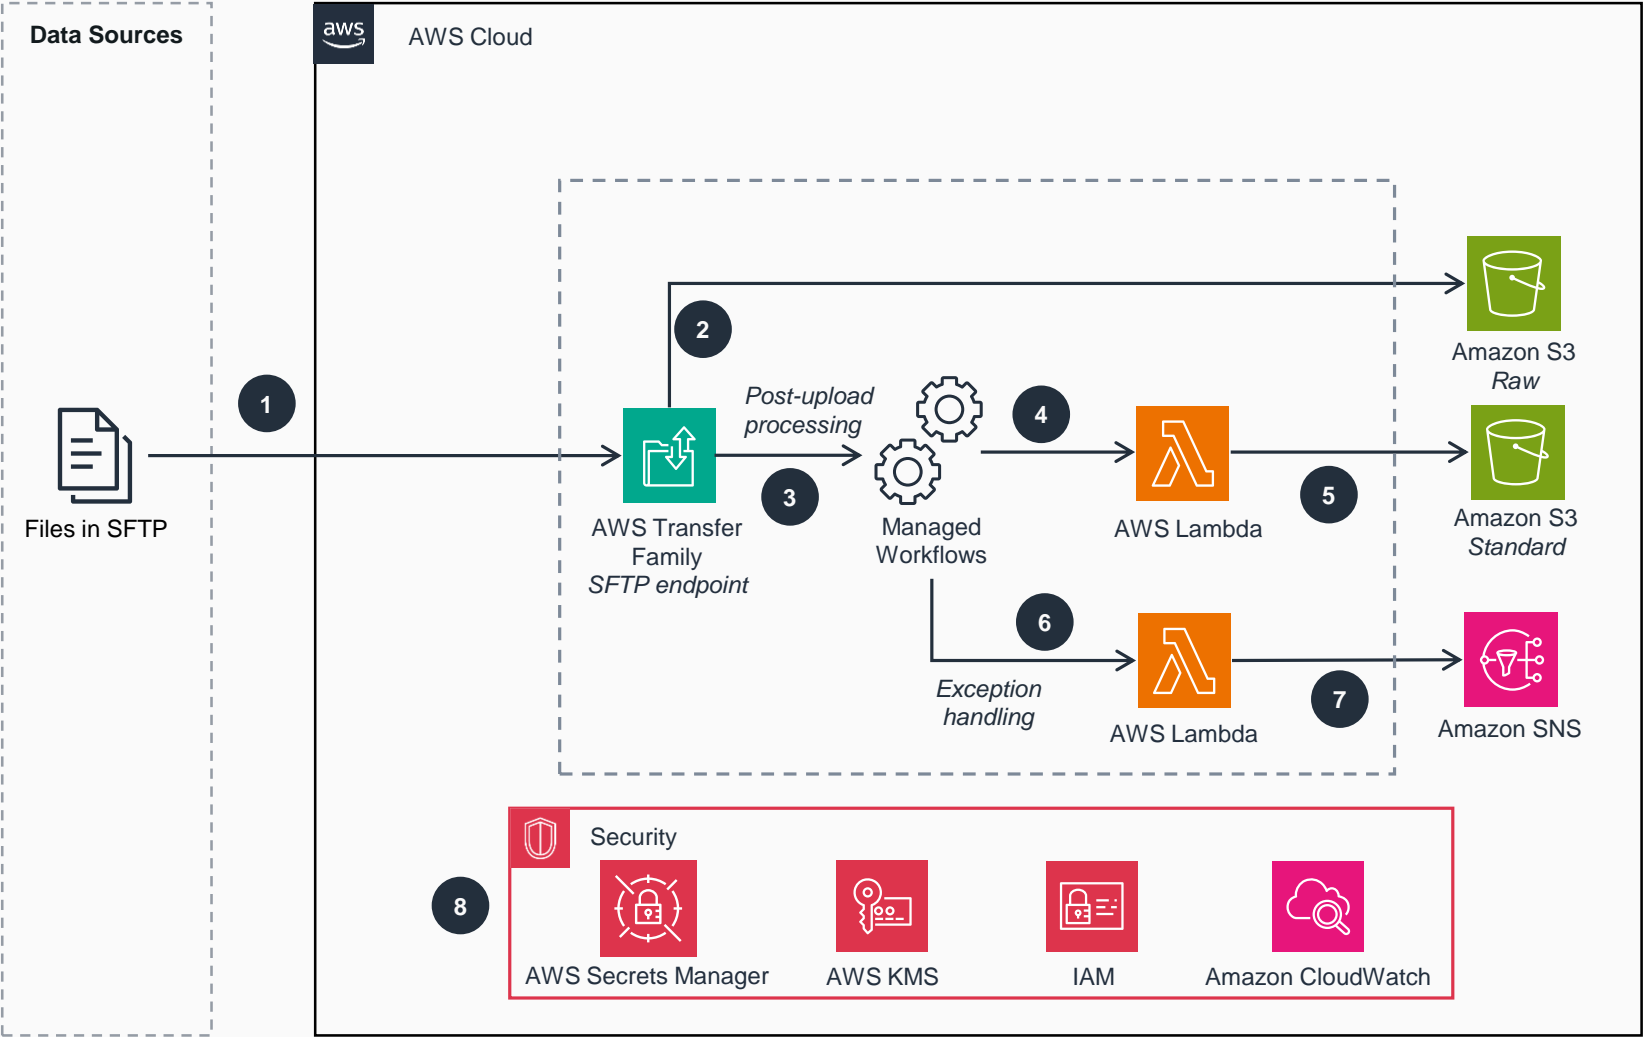 Data Sources
aws
AWS Cloud
2
Amazon S3
Raw
1
Post-upload
processing
4
3
5
Files in SFTP
AWS Transfer
Family
SFTP endpoint
Managed
Workflows
AWS Lambda
Amazon S3
Standard
6
Exception
handling
7
AWS Lambda
Amazon SNS
Security
8
AWS Secrets Manager
AWS KMS
IAM
Amazon CloudWatch